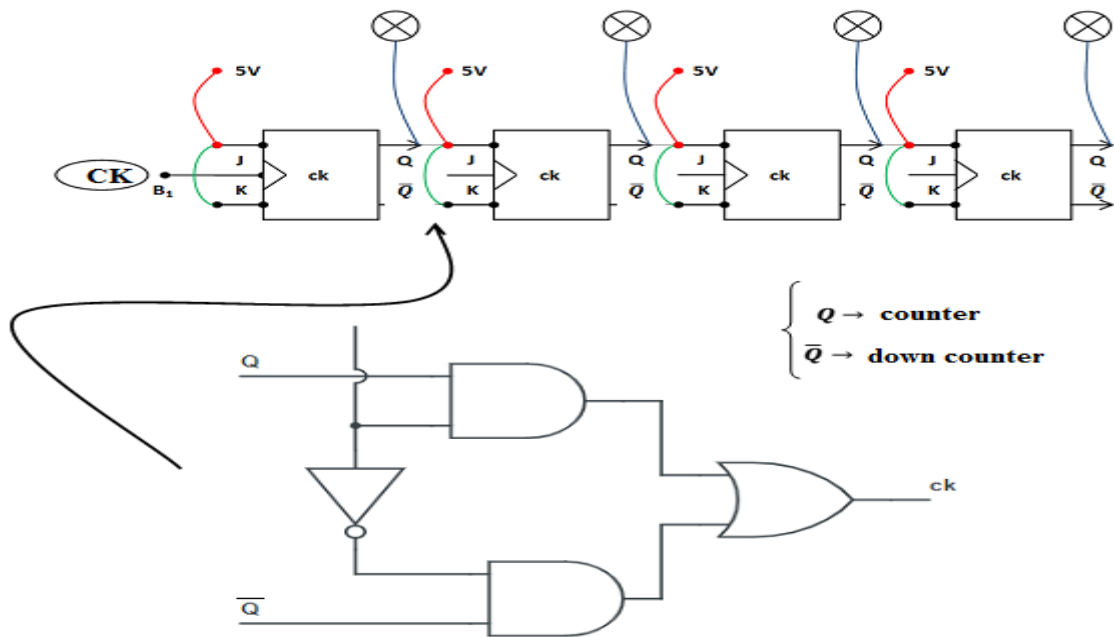 5V 5V 5V 5V
J Q J Q J Q J Q
CK B₁ ck ck ck ck
K Q̅ K Q̅ K Q̅ K Q̅
Q → counter
Q̅ → down counter
Q
ck
Q̅